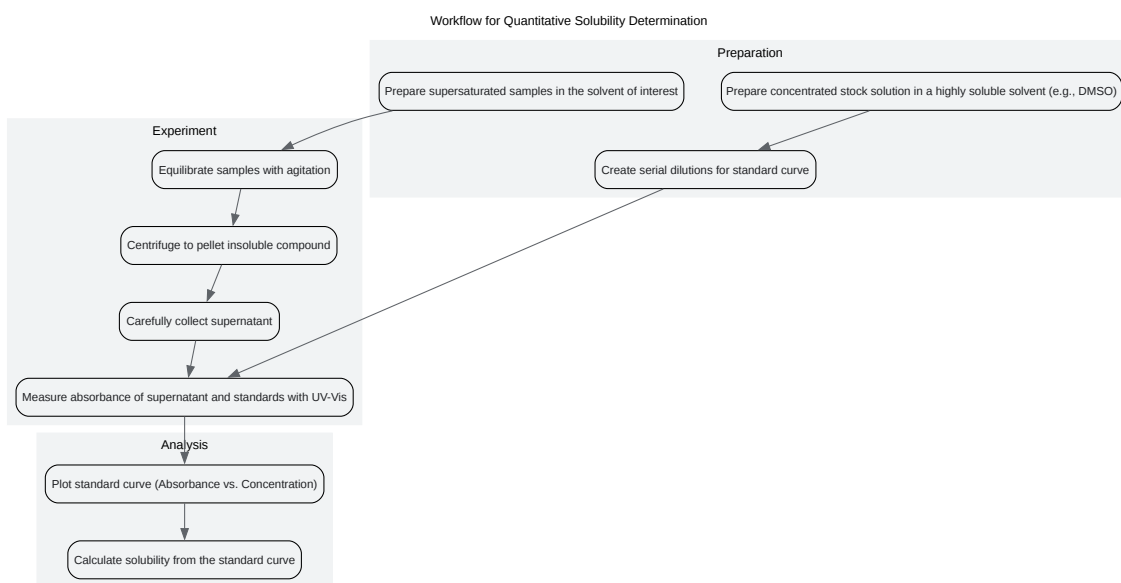 Workflow for Quantitative Solubility Determination
Preparation
Prepare supersaturated samples in the solvent of interest
Prepare concentrated stock solution in a highly soluble solvent (e.g., DMSO)
Create serial dilutions for standard curve
Experiment
Equilibrate samples with agitation
Centrifuge to pellet insoluble compound
Carefully collect supernatant
Measure absorbance of supernatant and standards with UV-Vis
Analysis
Plot standard curve (Absorbance vs. Concentration)
Calculate solubility from the standard curve